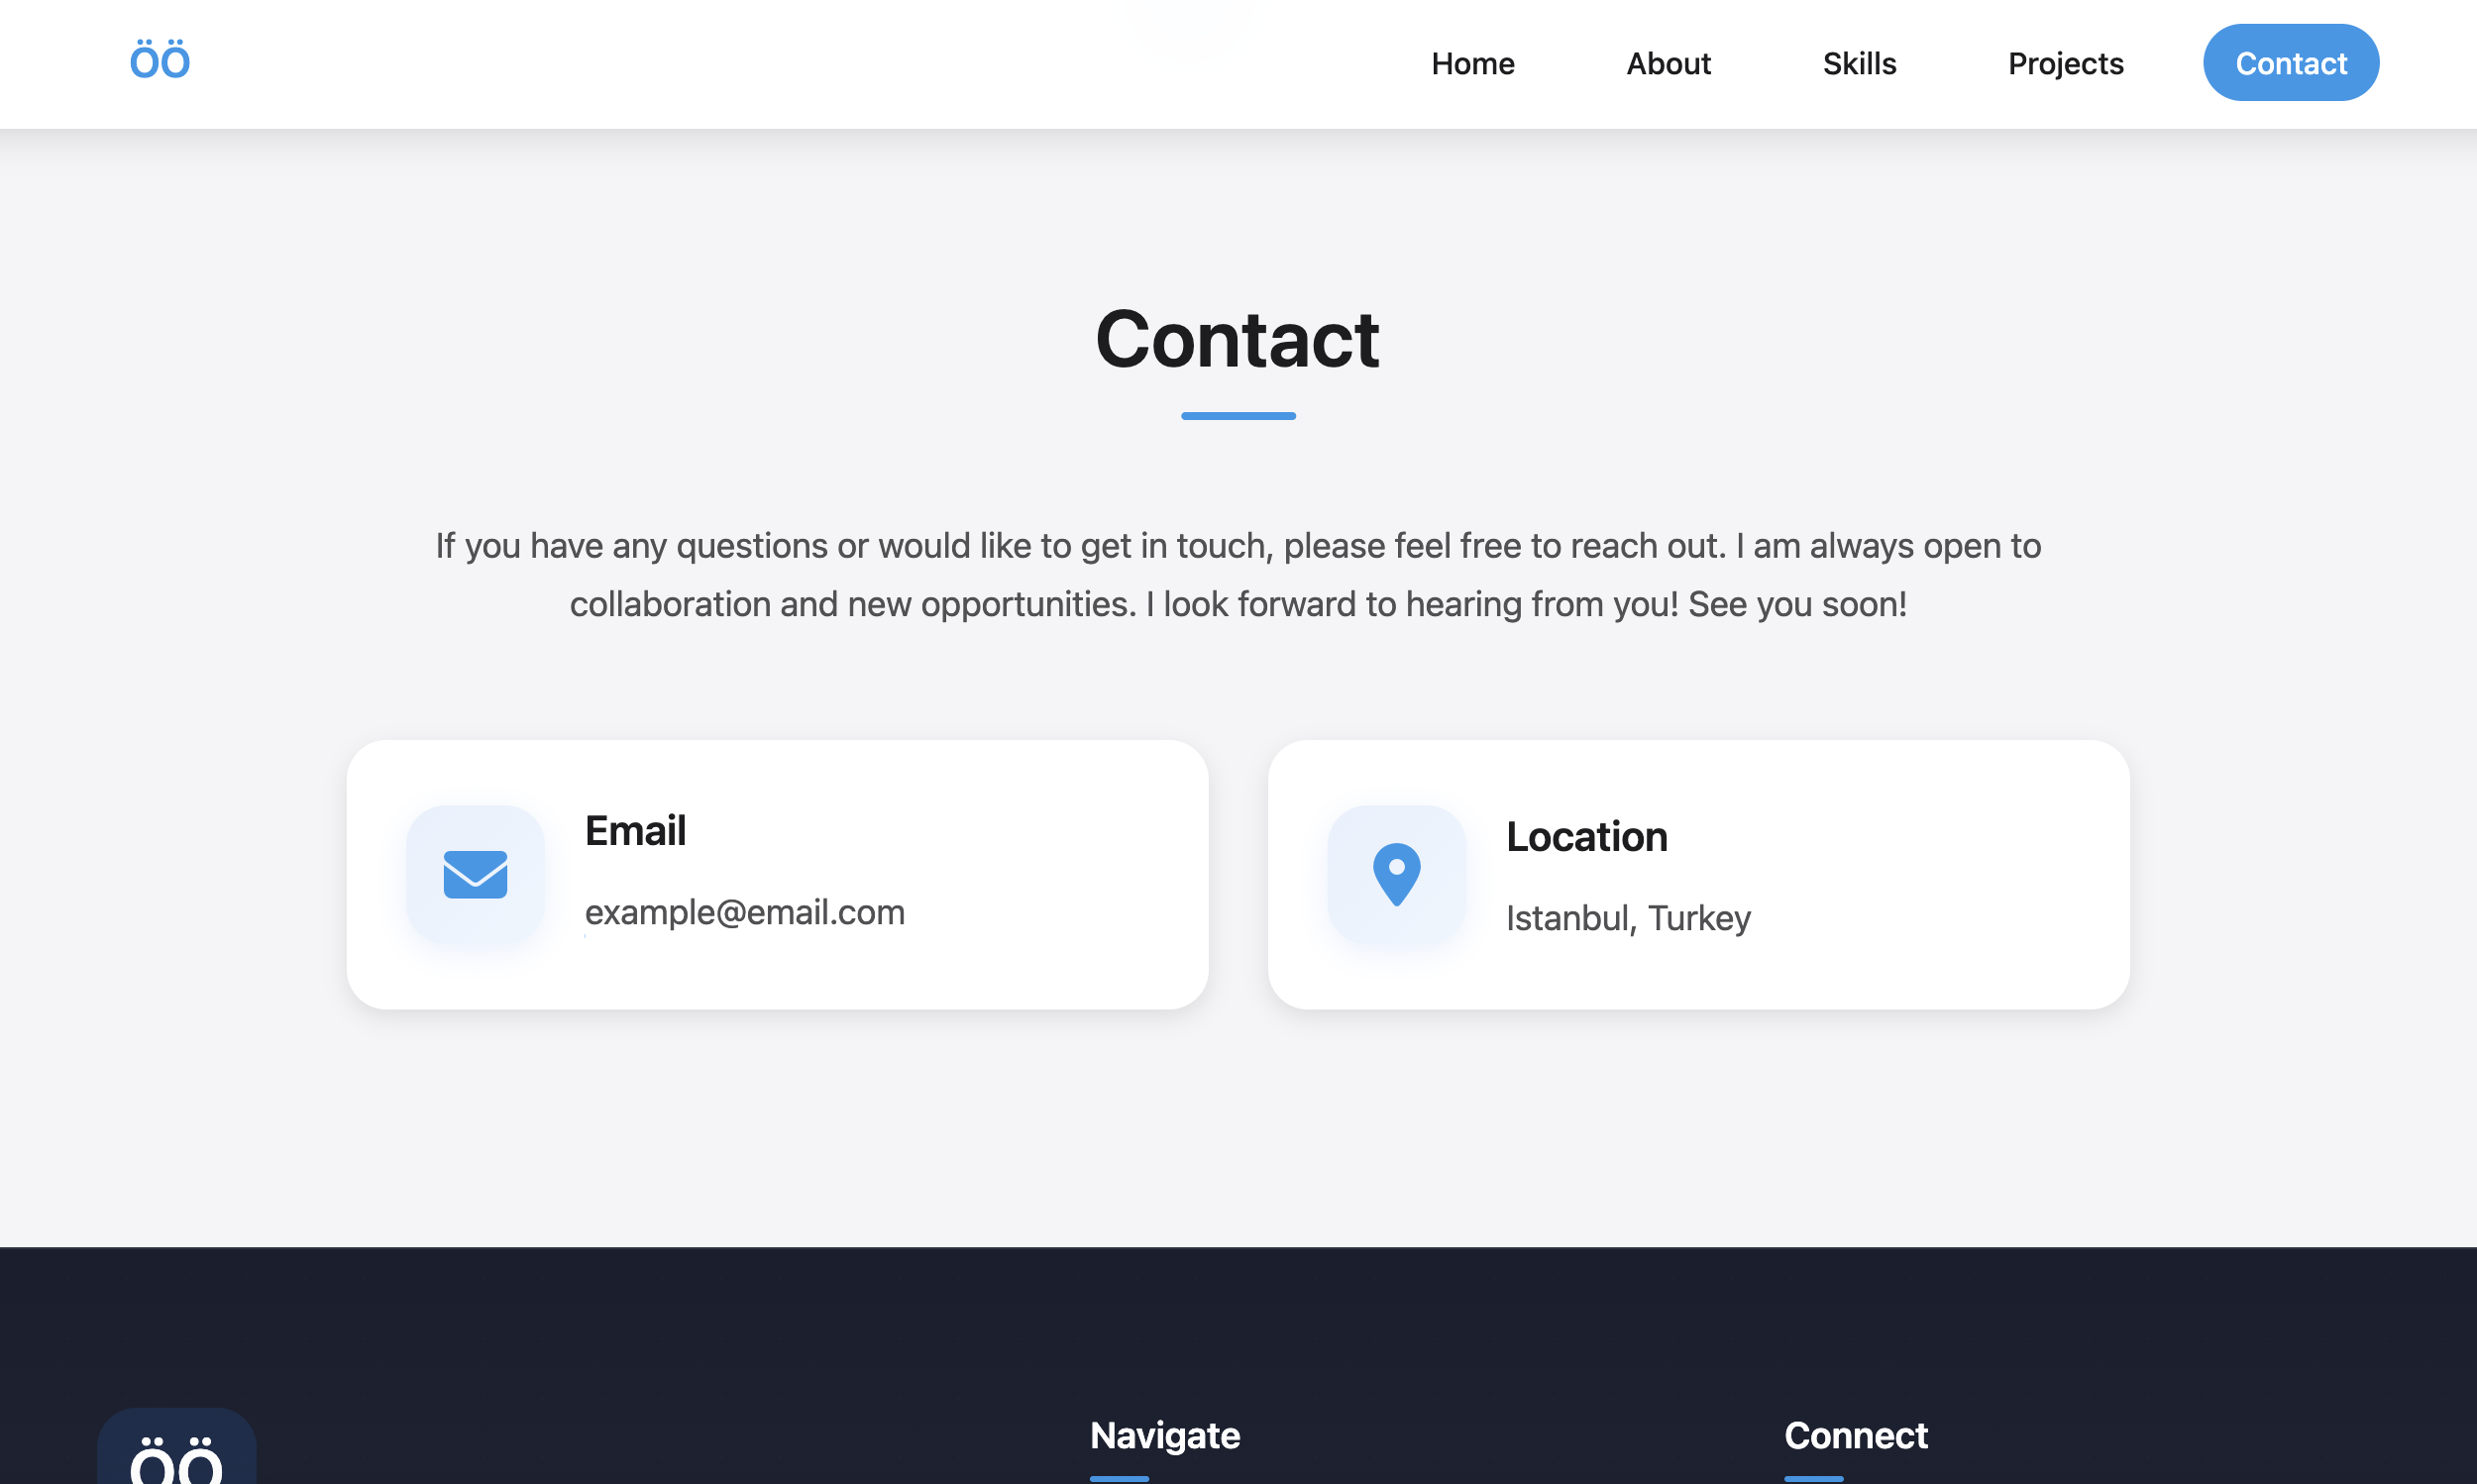 ÖÖ
Home
About
Skills
Projects
Contact
Contact
If you have any questions or would like to get in touch, please feel free to reach out. I am always open to
collaboration and new opportunities. I look forward to hearing from you! See you soon!
Email
example@email.com
Location
Istanbul, Turkey
ÖÖ
Navigate
Connect